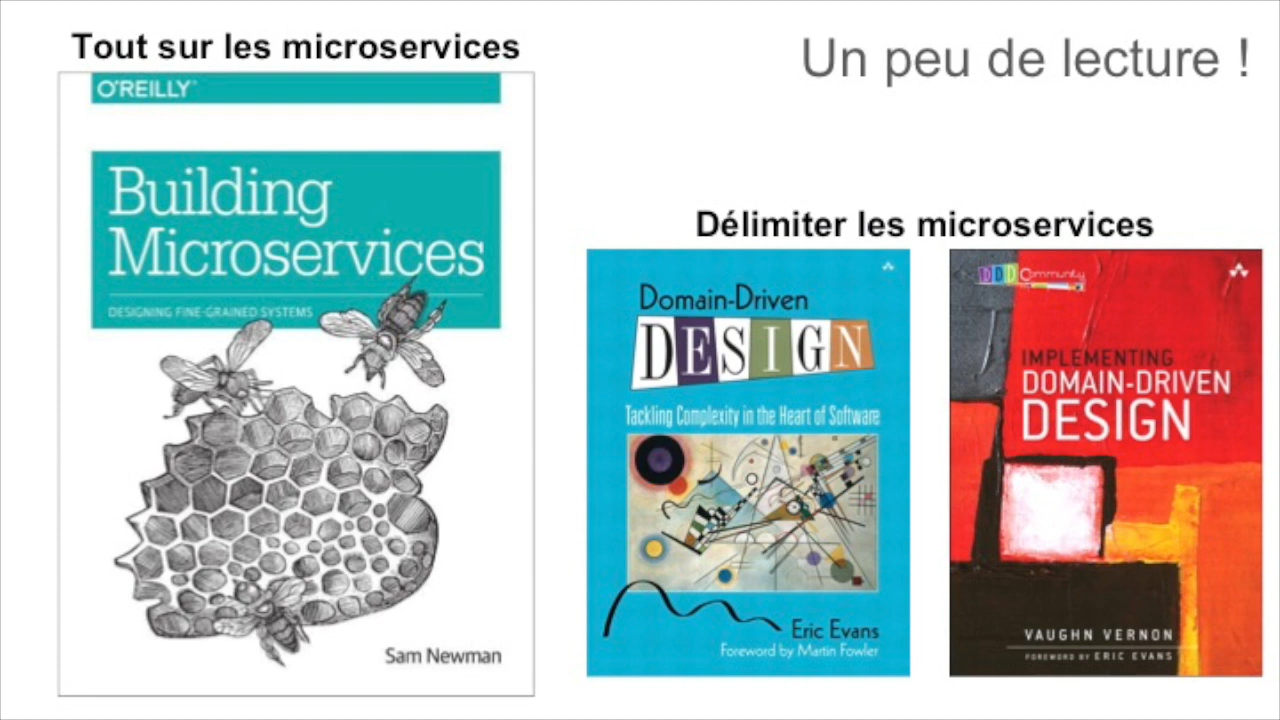 Un peu de lecture !
Tout sur les microservices
O'REILLY
Building
Microservices
DESIGNING FINE-GRAINED SYSTEMS
Sam Newman
Délimiter les microservices
Domain-Driven
DESIGN
Tackling Complexity in the Heart of Software
Eric Evans
Foreword by Martin Fowler
DDD Community
IMPLEMENTING
DOMAIN-DRIVEN
DESIGN
VAUGHN VERNON
FOREWORD BY ERIC EVANS